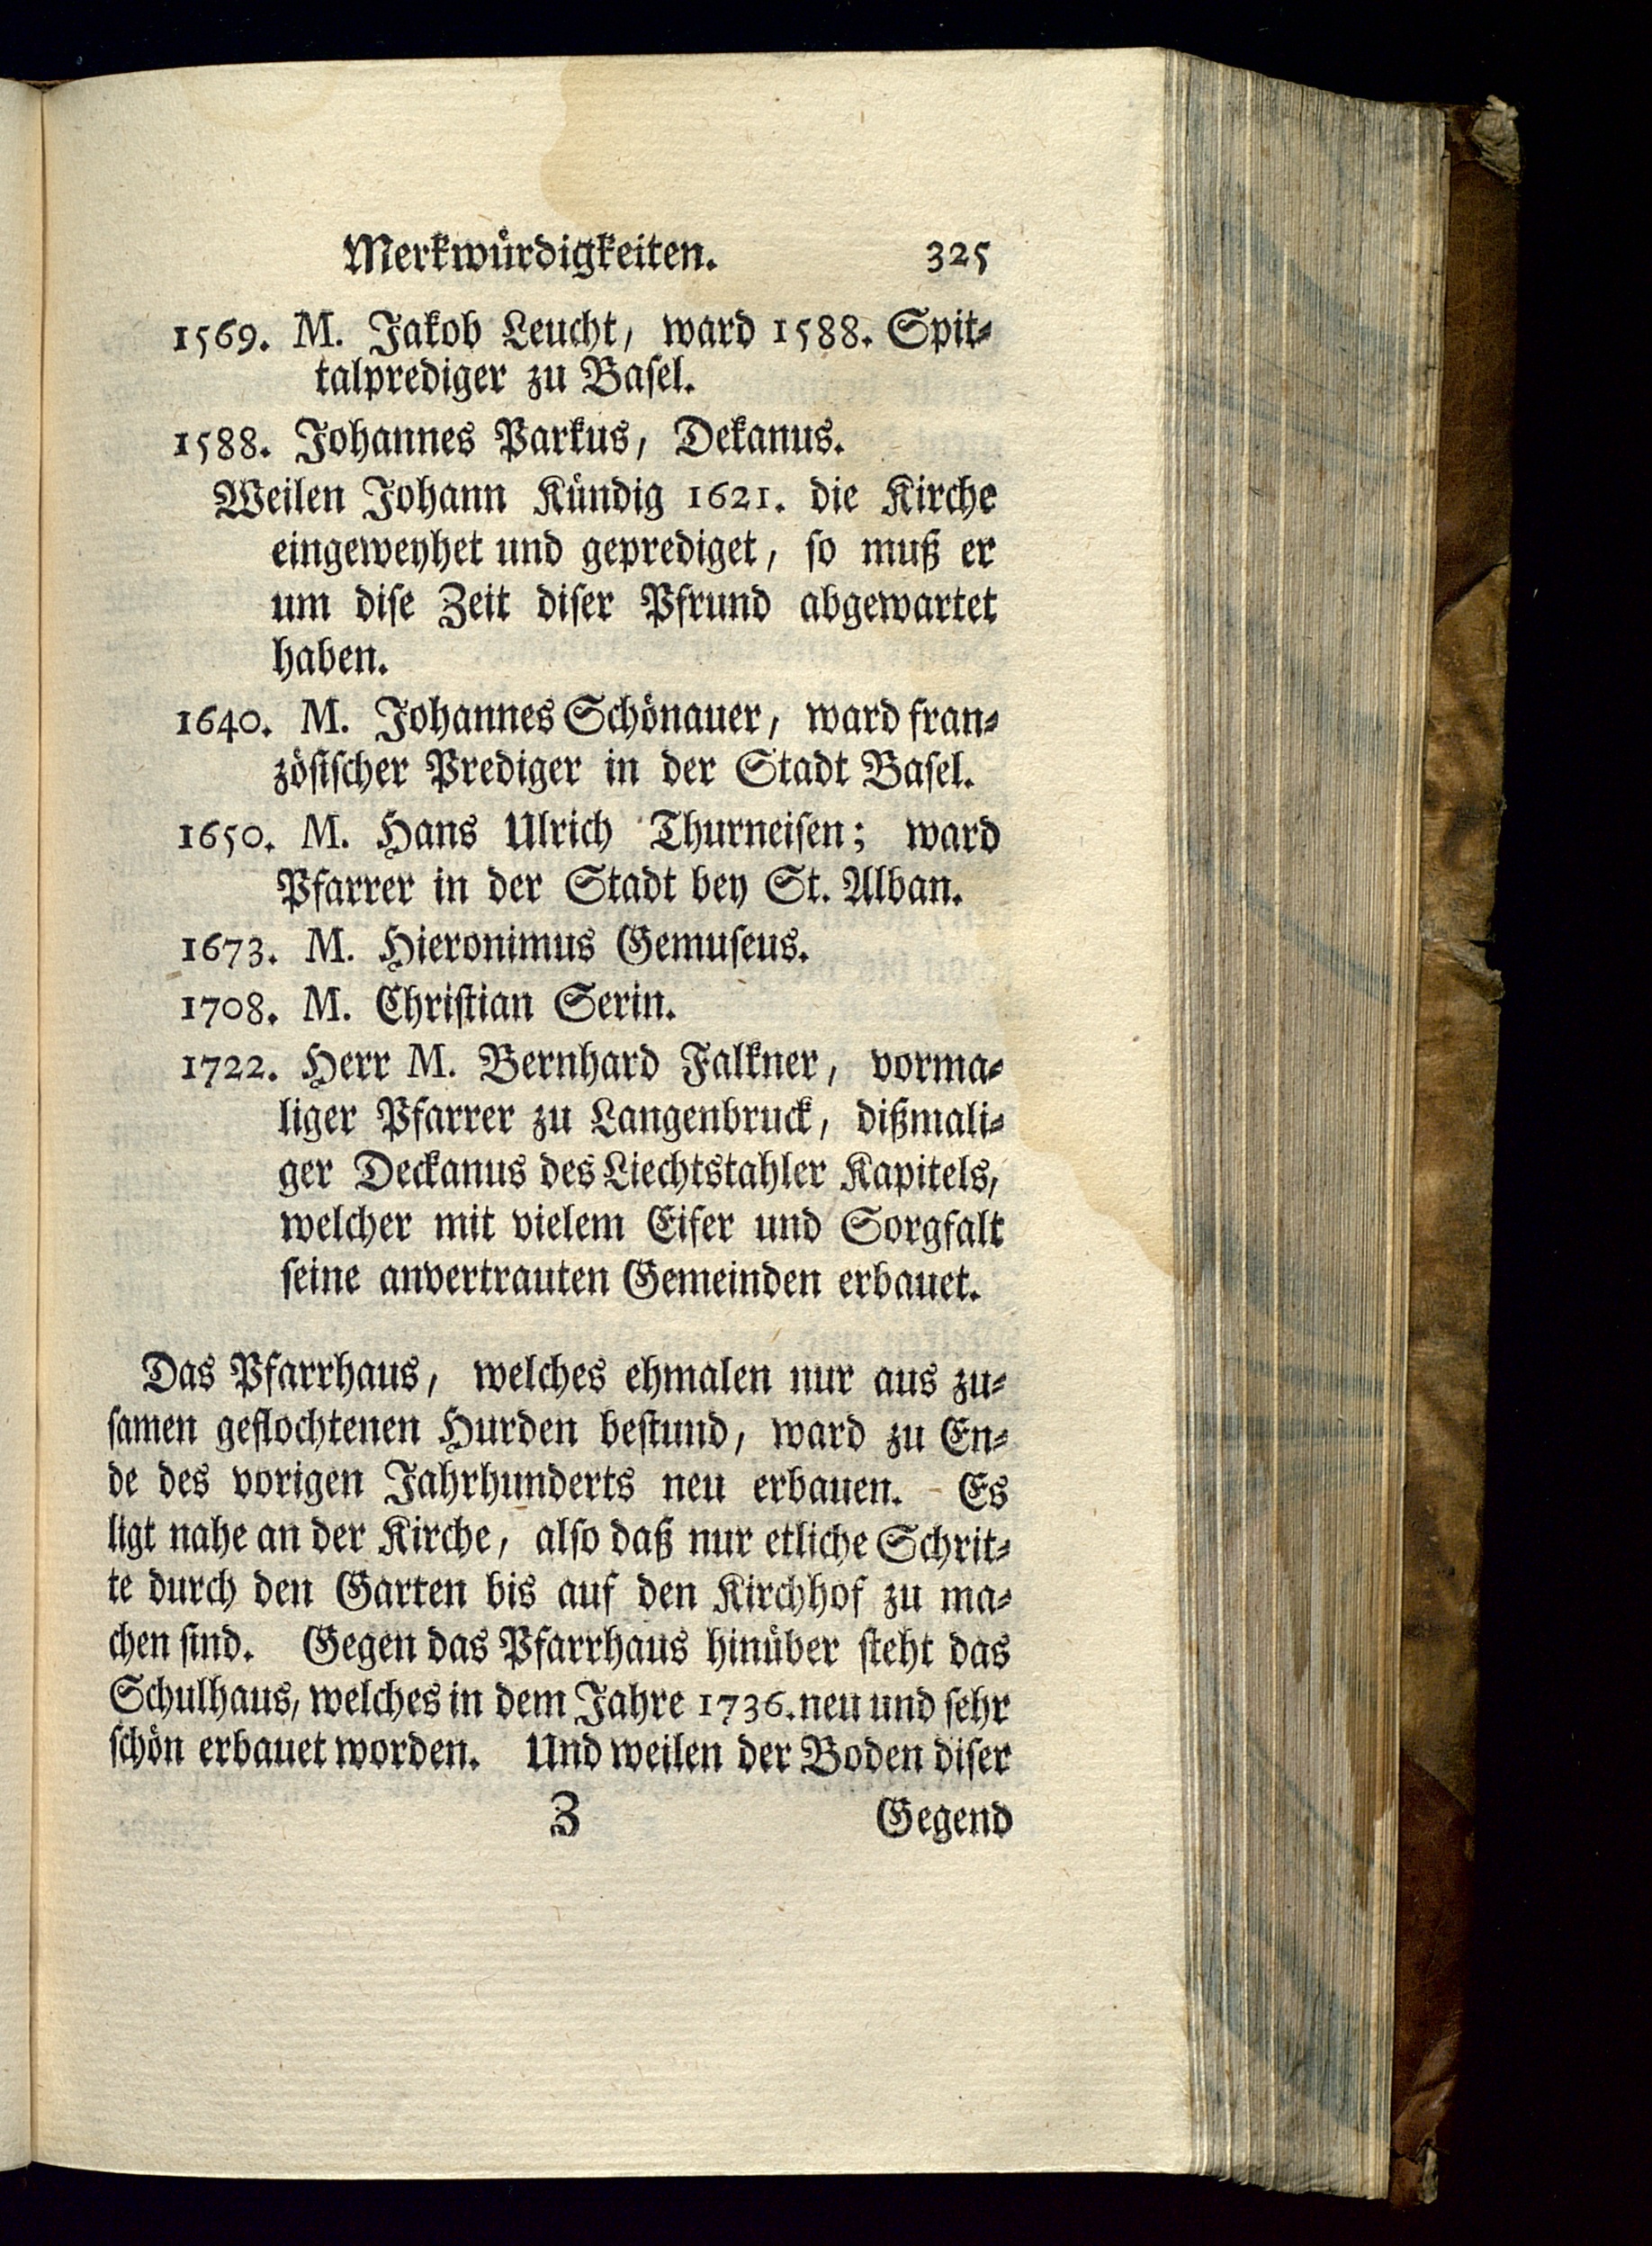 Merkwürdigkeiten. 325
1569. M. Jakob Leucht, ward 1588. Spit-
talprediger zu Basel.
1588. Johannes Parkus, Dekanus.
Weilen Johann Kündig 1621. die Kirche
eingeweyhet und geprediget, so muß er
um dise Zeit diser Pfrund abgewartet
haben.
1640. M. Johannes Schönauer, ward fran-
zösischer Prediger in der Stadt Basel.
1650. M. Hans Ulrich Thurneisen; ward
Pfarrer in der Stadt bey St. Alban.
1673. M. Hieronimus Gemuseus.
1708. M. Christian Serin.
1722. Herr M. Bernhard Falkner, vorma-
liger Pfarrer zu Langenbruck, dißmali-
ger Deckanus des Liechtstahler Kapitels,
welcher mit vielem Eifer und Sorgfalt
seine anvertrauten Gemeinden erbauet.
Das Pfarrhaus, welches ehmalen nur aus zu-
samen geflochtenen Hurden bestund, ward zu En-
de des vorigen Jahrhunderts neu erbauen. Es
ligt nahe an der Kirche, also daß nur etliche Schrit-
te durch den Garten bis auf den Kirchhof zu ma-
chen sind. Gegen das Pfarrhaus hinüber steht das
Schulhaus, welches in dem Jahre 1736. neu und sehr
schön erbauet worden. Und weilen der Boden diser
Z Gegend